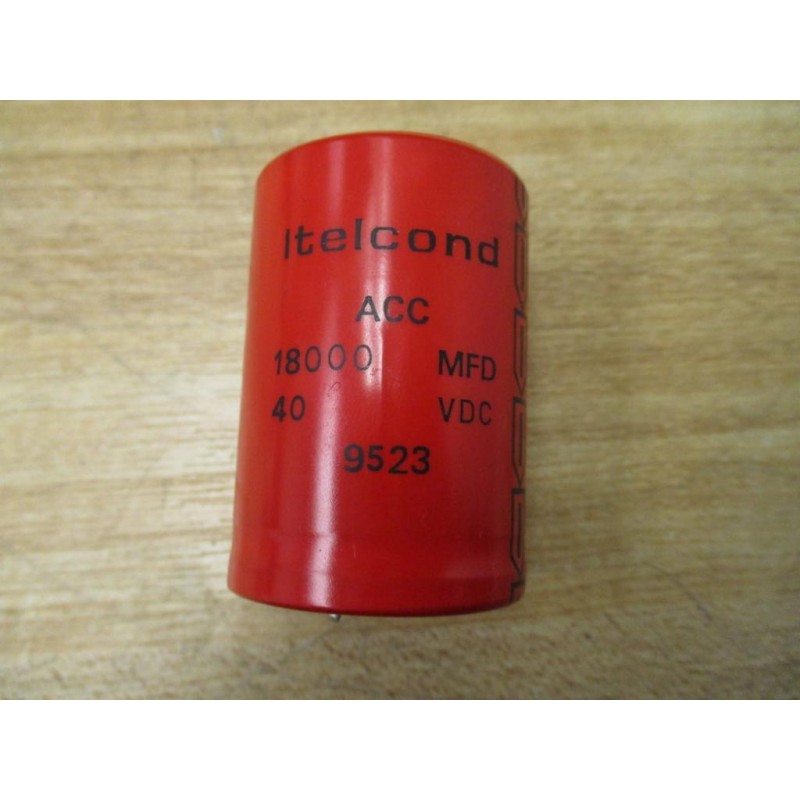 Itelcond
ACC
18000 MFD
40 VDC
9523